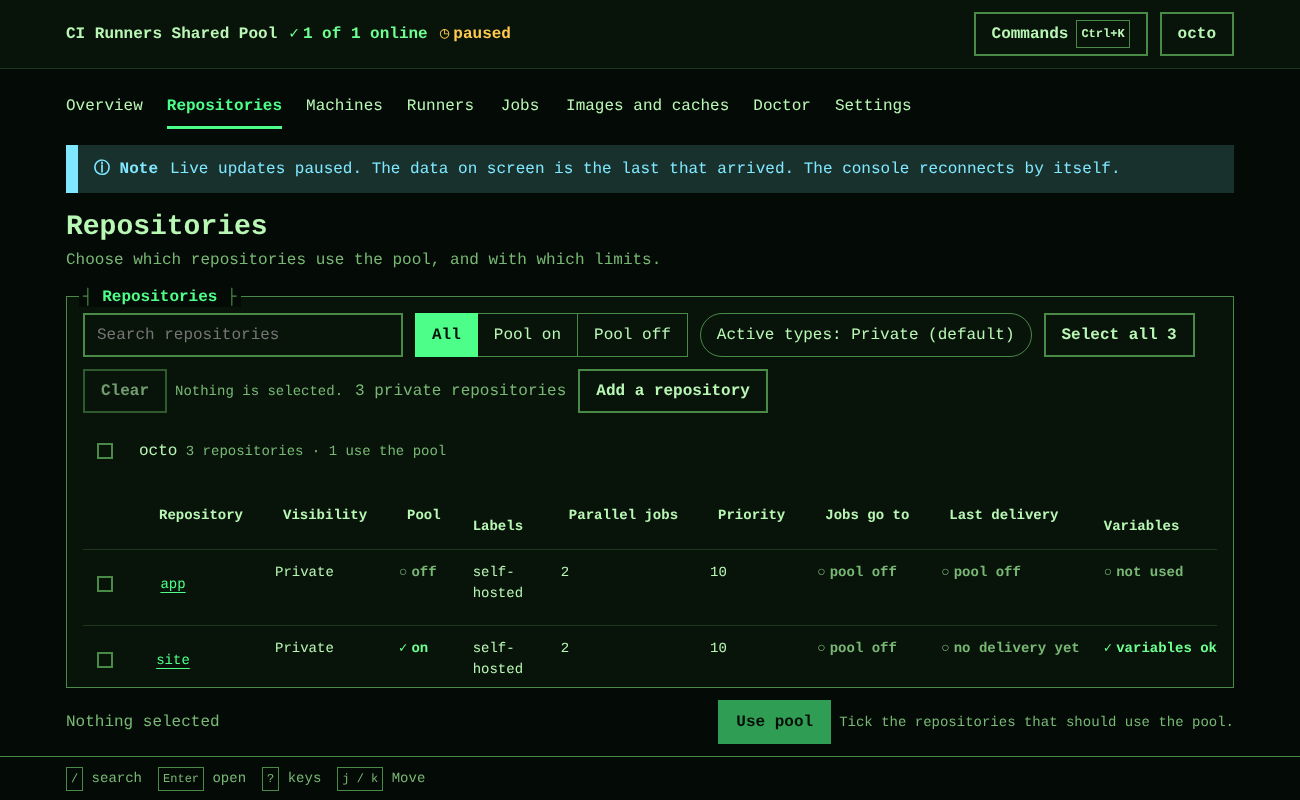 CI Runners Shared Pool ✓ 1 of 1 online ◷ paused Commands Ctrl+K octo
Overview Repositories Machines Runners Jobs Images and caches Doctor Settings
ⓘ Note Live updates paused. The data on screen is the last that arrived. The console reconnects by itself.
Repositories
Choose which repositories use the pool, and with which limits.
┤ Repositories ├
Search repositories All Pool on Pool off Active types: Private (default) Select all 3
Clear Nothing is selected. 3 private repositories Add a repository
octo 3 repositories · 1 use the pool
Repository Visibility Pool Labels Parallel jobs Priority Jobs go to Last delivery Variables
app Private ○ off self-hosted 2 10 ○ pool off ○ pool off ○ not used
site Private ✓ on self-hosted 2 10 ○ pool off ○ no delivery yet ✓ variables ok
Nothing selected Use pool Tick the repositories that should use the pool.
/ search Enter open ? keys j / k Move